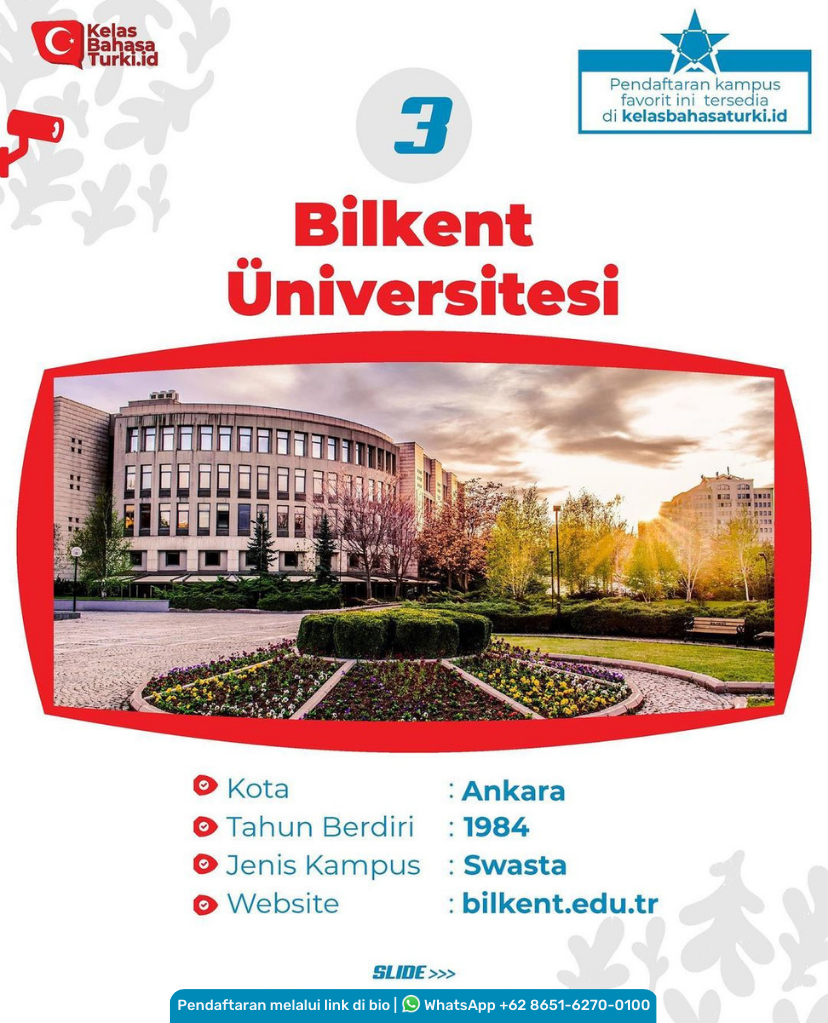 Kelas
Bahasa
Turki.id
Pendaftaran kampus
favorit ini tersedia
di kelasbahasaturki.id
3
Bilkent
Üniversitesi
Kota : Ankara
Tahun Berdiri : 1984
Jenis Kampus : Swasta
Website : bilkent.edu.tr
SLIDE >>>
Pendaftaran melalui link di bio | WhatsApp +62 8651-6270-0100